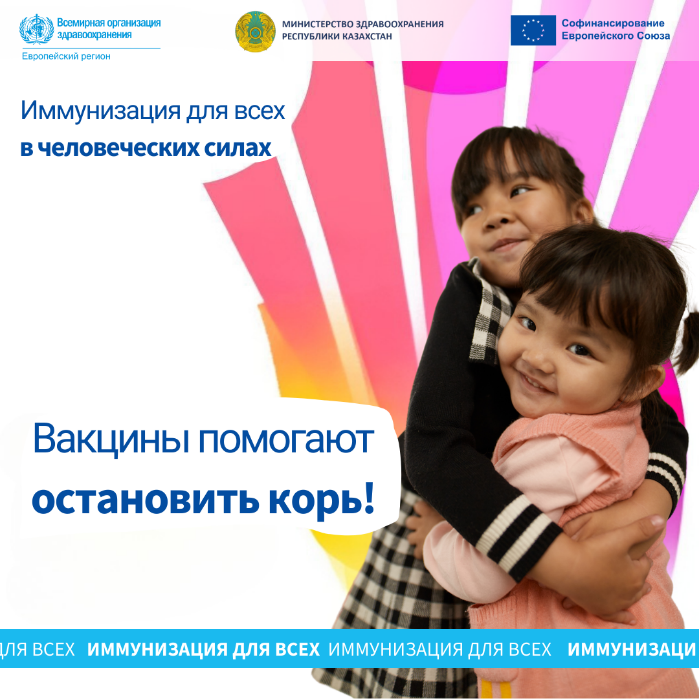 Всемирная организация
здравоохранения
Европейский регион
МИНИСТЕРСТВО ЗДРАВООХРАНЕНИЯ
РЕСПУБЛИКИ КАЗАХСТАН
Софинансирование
Европейского Союза
Иммунизация для всех
в человеческих силах
Вакцины помогают
остановить корь!
ДЛЯ ВСЕХ ИММУНИЗАЦИЯ ДЛЯ ВСЕХ ИММУНИЗАЦИЯ ДЛЯ ВСЕХ ИММУНИЗАЦИ